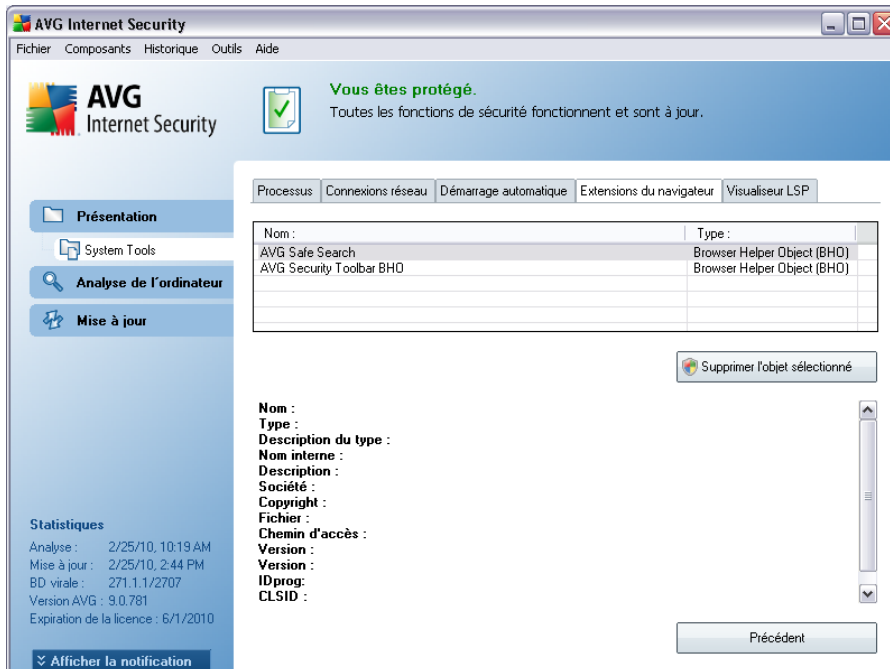 AVG Internet Security
Fichier Composants Historique Outils Aide
AVG
Internet Security
Vous êtes protégé.
Toutes les fonctions de sécurité fonctionnent et sont à jour.
Présentation
System Tools
Analyse de l'ordinateur
Mise à jour
Processus Connexions réseau Démarrage automatique Extensions du navigateur Visualiseur LSP
Nom : Type :
AVG Safe Search Browser Helper Object (BHO)
AVG Security Toolbar BHO Browser Helper Object (BHO)
Supprimer l'objet sélectionné
Nom :
Type :
Description du type :
Nom interne :
Description :
Société :
Copyright :
Fichier :
Chemin d'accès :
Version :
Version :
IDprog:
CLSID :
Précédent
Statistiques
Analyse : 2/25/10, 10:19 AM
Mise à jour : 2/25/10, 2:44 PM
BD virale : 271.1.1/2707
Version AVG : 9.0.781
Expiration de la licence : 6/1/2010
Afficher la notification